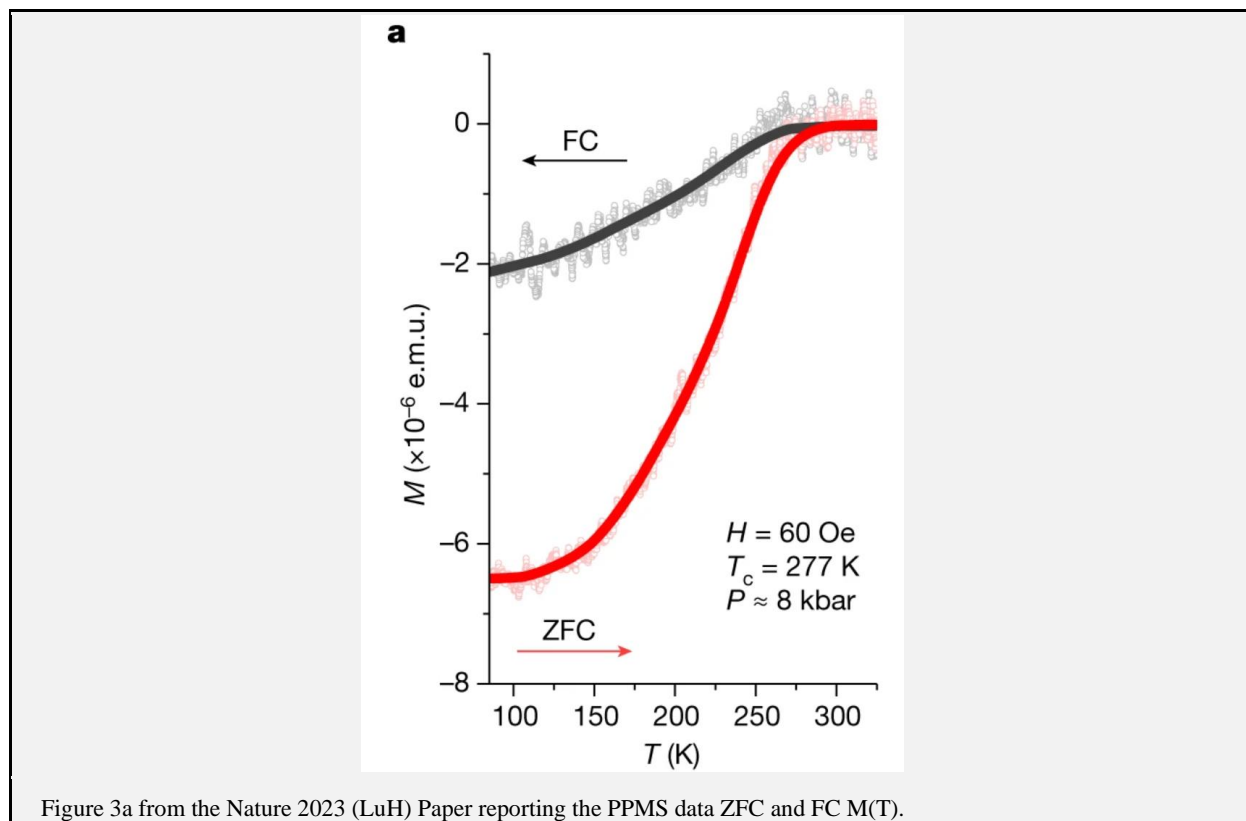 a
0
FC
−2
M (×10⁻⁶ e.m.u.)
−4
−6
H = 60 Oe
Tc = 277 K
P ≈ 8 kbar
ZFC
−8
100 150 200 250 300
T (K)
Figure 3a from the Nature 2023 (LuH) Paper reporting the PPMS data ZFC and FC M(T).